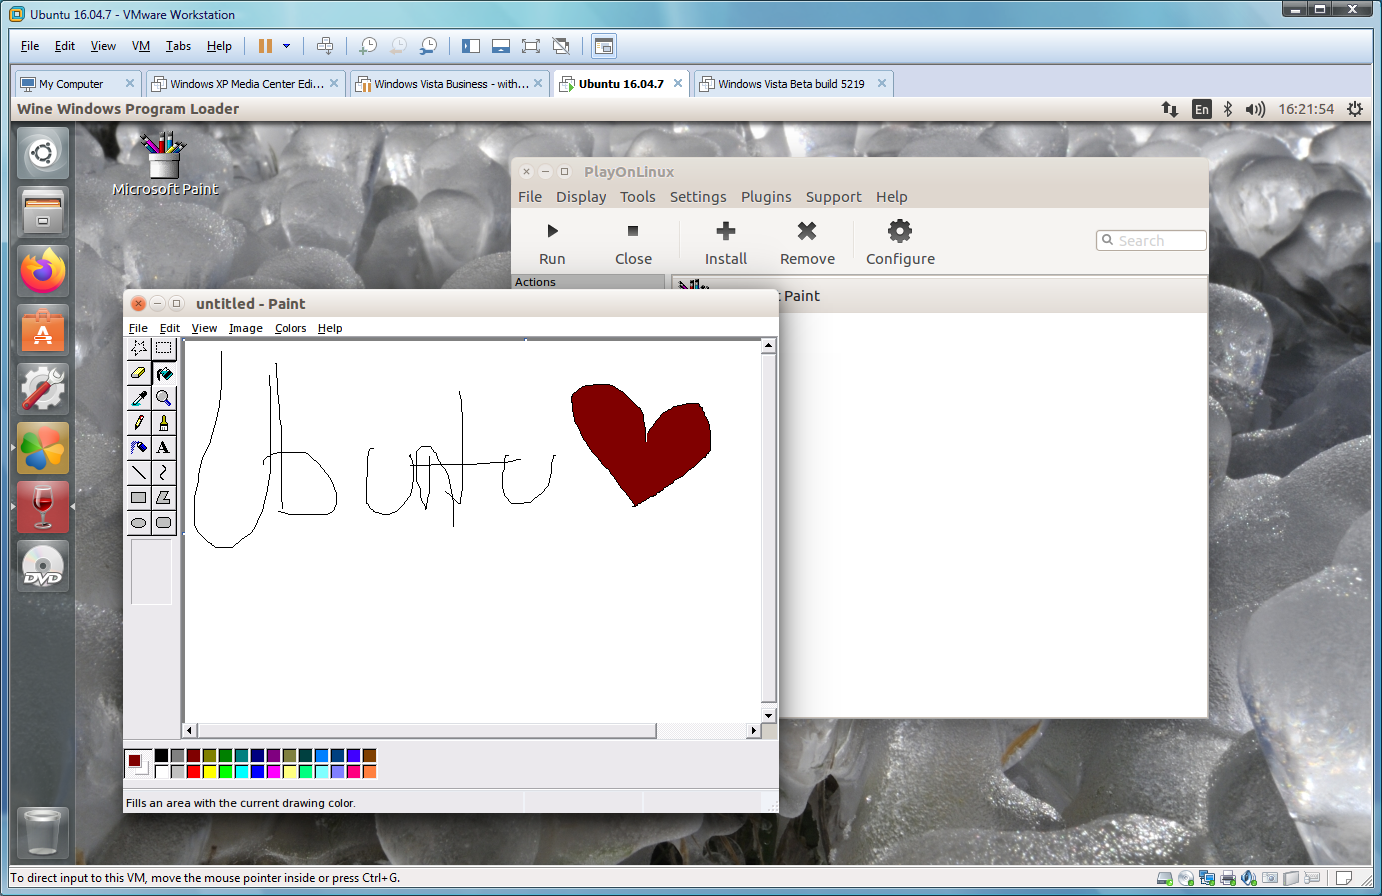 Ubuntu 16.04.7 - VMware Workstation
File Edit View VM Tabs Help
My Computer Windows XP Media Center Edi... Windows Vista Business - with... Ubuntu 16.04.7 Windows Vista Beta build 5219
Wine Windows Program Loader En 16:21:54
Microsoft Paint
PlayOnLinux
File Display Tools Settings Plugins Support Help
Run Close Install Remove Configure Search
Actions
Paint
untitled - Paint
File Edit View Image Colors Help
A
Ubuntu
Fills an area with the current drawing color.
DVD
To direct input to this VM, move the mouse pointer inside or press Ctrl+G.